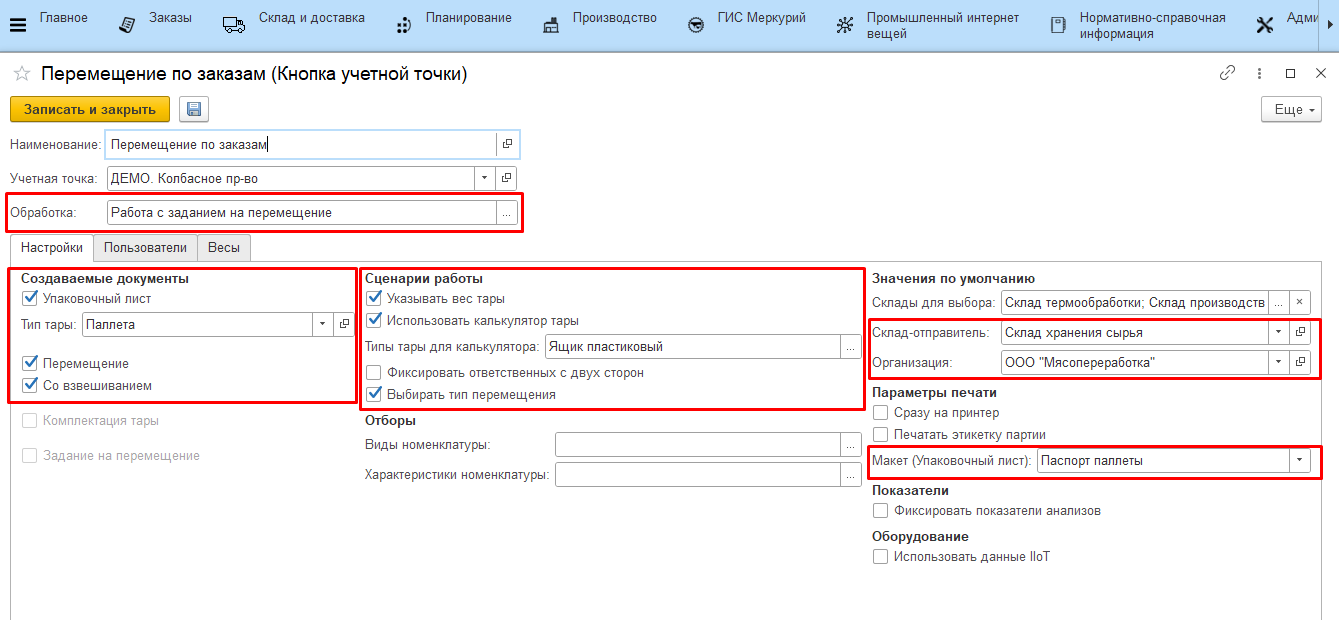 Главное
Заказы
Склад и доставка
Планирование
Производство
ГИС Меркурий
Промышленный интернет
вещей
Нормативно-справочная
информация
Адми
Перемещение по заказам (Кнопка учетной точки)
Записать и закрыть
Еще
Наименование: Перемещение по заказам
Учетная точка: ДЕМО. Колбасное пр-во
Обработка: Работа с заданием на перемещение
Настройки Пользователи Весы
Создаваемые документы
Упаковочный лист
Тип тары: Паллета
Перемещение
Со взвешиванием
Комплектация тары
Задание на перемещение
Сценарии работы
Указывать вес тары
Использовать калькулятор тары
Типы тары для калькулятора: Ящик пластиковый
Фиксировать ответственных с двух сторон
Выбирать тип перемещения
Отборы
Виды номенклатуры:
Характеристики номенклатуры:
Значения по умолчанию
Склады для выбора: Склад термообработки; Склад производств
Склад-отправитель: Склад хранения сырья
Организация: ООО "Мясопереработка"
Параметры печати
Сразу на принтер
Печатать этикетку партии
Макет (Упаковочный лист): Паспорт паллеты
Показатели
Фиксировать показатели анализов
Оборудование
Использовать данные IIoT